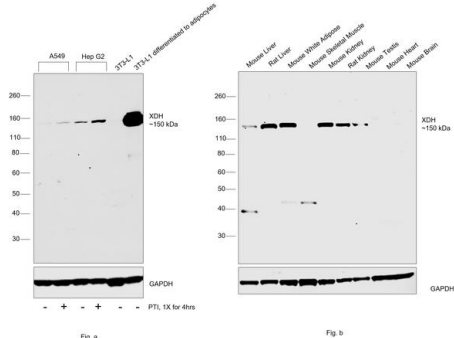 A549 Hep G2 3T3-L1 3T3-L1 differentiated to adipocytes
260
160
110
80
60
50
40
30
XDH
~150 kDa
GAPDH
- + - + - - PTI, 1X for 4hrs
Fig. a
Mouse Liver
Rat Liver
Mouse White Adipose
Mouse Skeletal Muscle
Mouse Kidney
Rat Kidney
Mouse Testis
Mouse Heart
Mouse Brain
260
160
110
80
60
50
40
30
XDH
~150 kDa
GAPDH
Fig. b